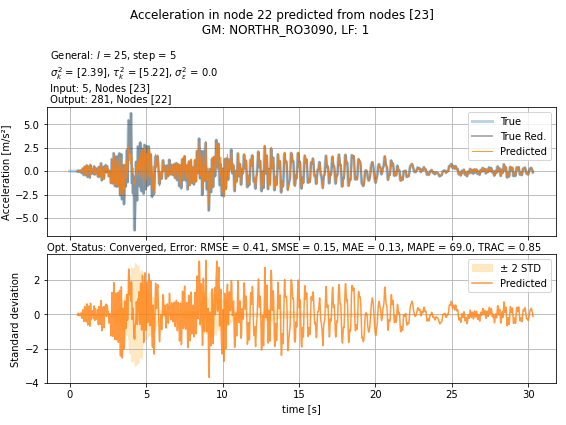 Acceleration in node 22 predicted from nodes [23]
GM: NORTHR_RO3090, LF: 1
General: l = 25, step = 5
σ²ₖ = [2.39], τ²ₖ = [5.22], σ²ε = 0.0
Input: 5, Nodes [23]
Output: 281, Nodes [22]
True
True Red.
Predicted
Acceleration [m/s²]
5.0
2.5
0.0
−2.5
−5.0
Opt. Status: Converged, Error: RMSE = 0.41, SMSE = 0.15, MAE = 0.13, MAPE = 69.0, TRAC = 0.85
± 2 STD
Predicted
Standard deviation
2
0
−2
−4
0 5 10 15 20 25 30
time [s]